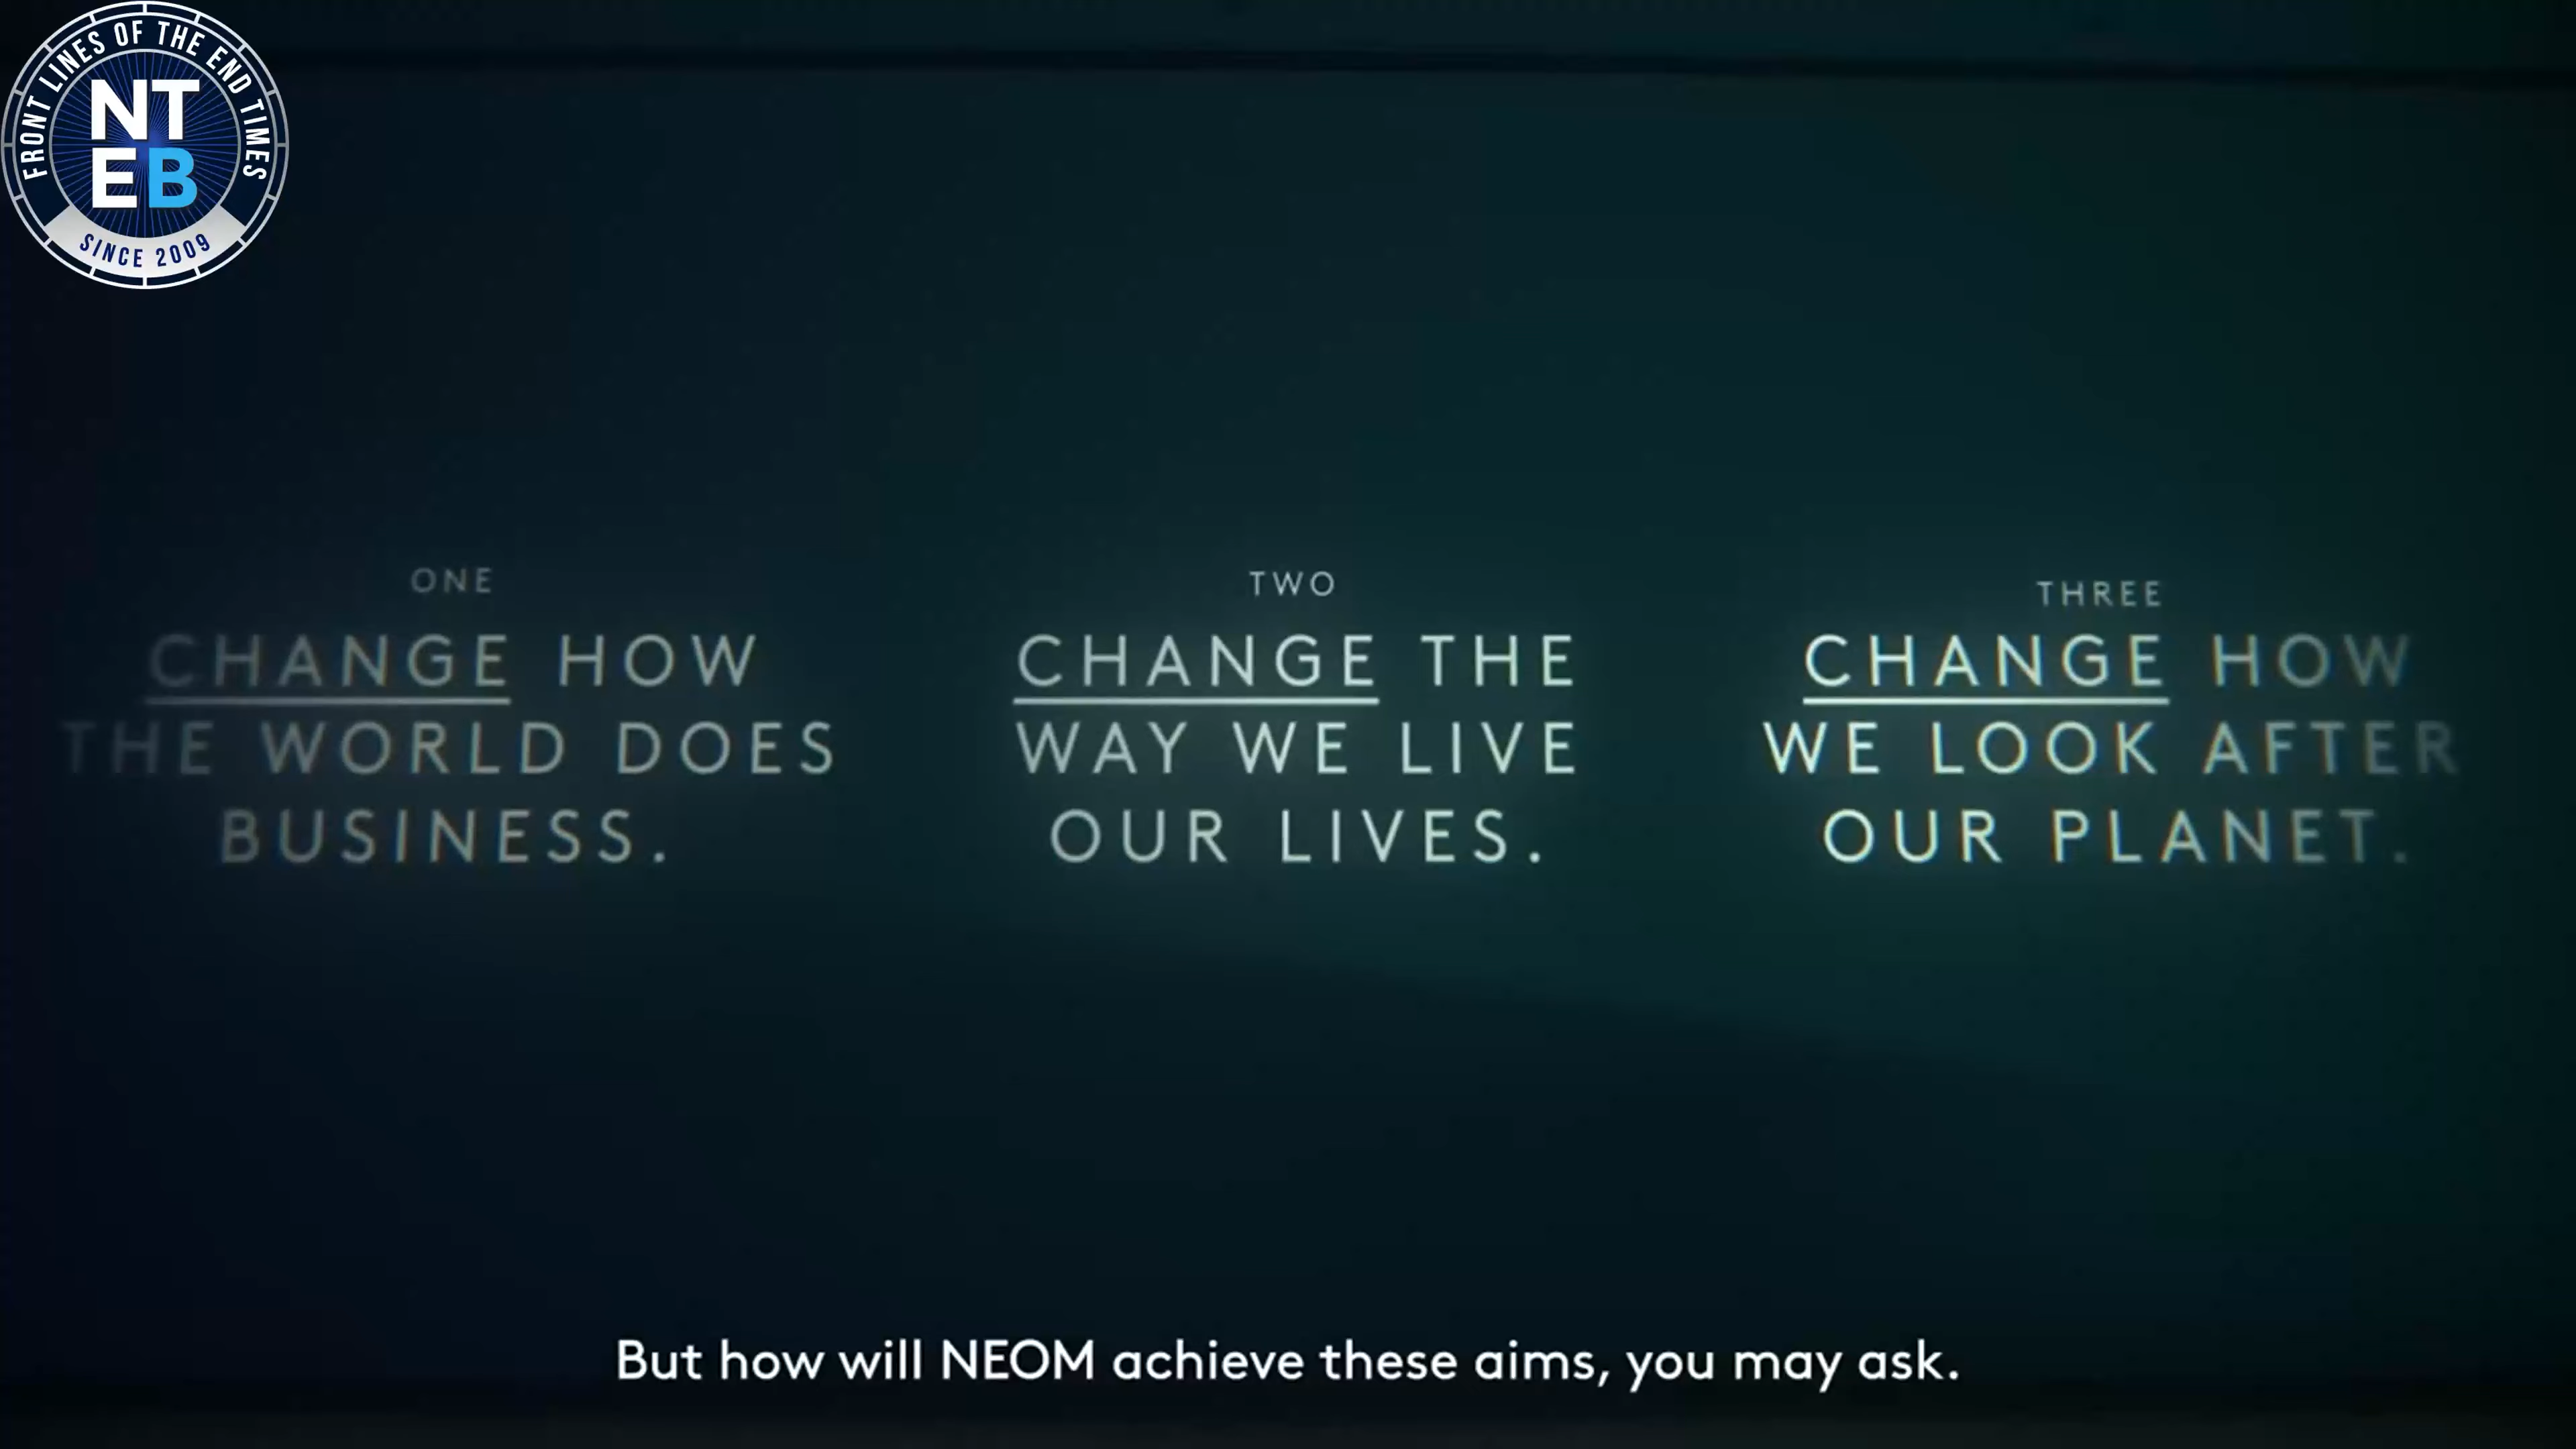 FRONT LINES OF THE END TIMES
NT
EB
SINCE 2009
ONE
CHANGE HOW
THE WORLD DOES
BUSINESS.
TWO
CHANGE THE
WAY WE LIVE
OUR LIVES.
THREE
CHANGE HOW
WE LOOK AFTER
OUR PLANET.
But how will NEOM achieve these aims, you may ask.